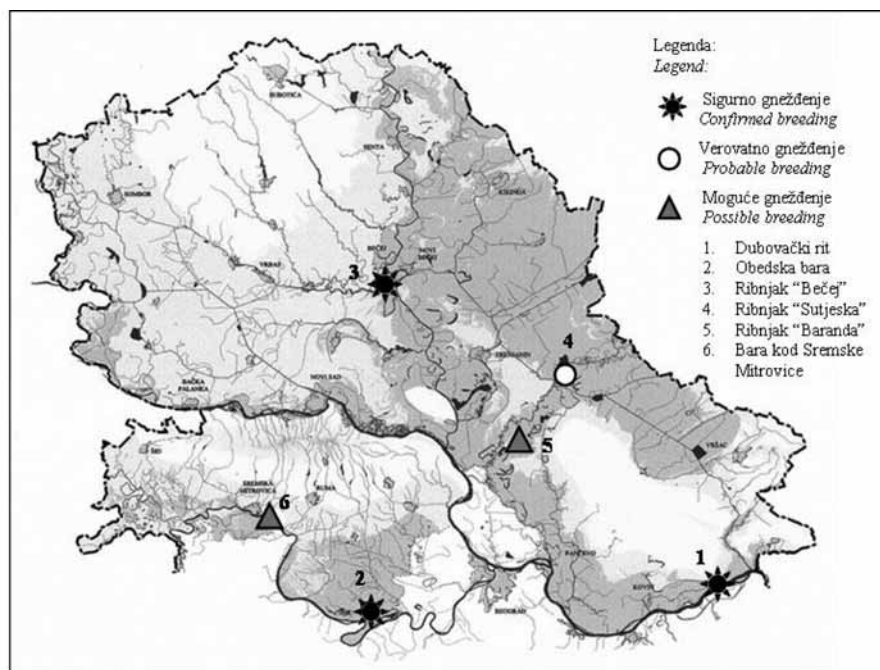 Legenda:
Legend:
Sigurno gnežđenje
Confirmed breeding
Verovatno gnežđenje
Probable breeding
Moguće gnežđenje
Possible breeding
1. Dubovački rit
2. Obedska bara
3. Ribnjak “Bečej”
4. Ribnjak “Sutjeska”
5. Ribnjak “Baranda”
6. Bara kod Sremske
Mitrovice
SUBOTICA
SENTA
KIKINDA
SOMBOR
BEČEJ
NOVI
VRBAS
3
4
ZRENJANIN
BAČKA
PALANKA
NOVI SAD
5
VRŠAC
ŠID
SREMSKA
MITROVICA
RUMA
6
PANČEVO
1
KOVIN
2
BEOGRAD